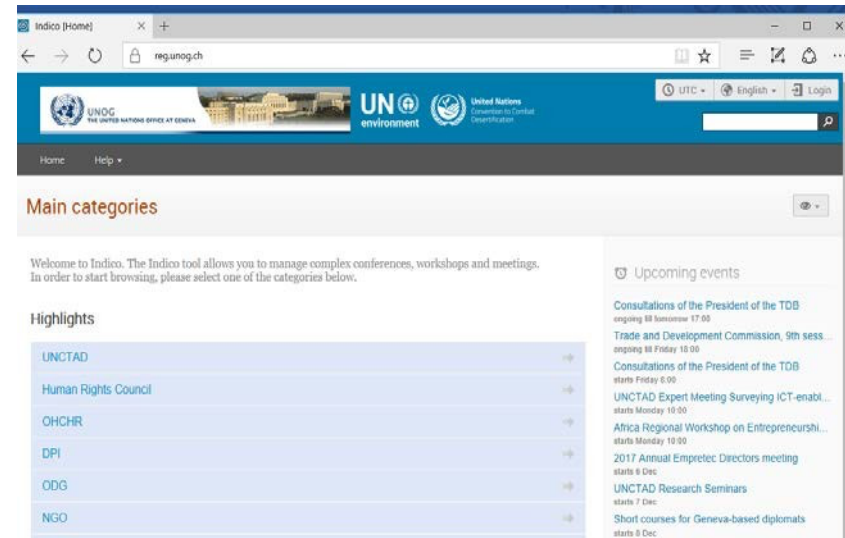 Indico [Home]
reg.unog.ch
UNOG
THE UNITED NATIONS OFFICE AT GENEVA
UN
environment
United Nations
Convention to Combat
Desertification
UTC
English
Login
Home
Help
Main categories
Welcome to Indico. The Indico tool allows you to manage complex conferences, workshops and meetings.
In order to start browsing, please select one of the categories below.
Highlights
UNCTAD
Human Rights Council
OHCHR
DPI
ODG
NGO
Upcoming events
Consultations of the President of the TDB
ongoing till tomorrow 17:00
Trade and Development Commission, 9th sess...
ongoing till Friday 18:00
Consultations of the President of the TDB
starts Friday 6:00
UNCTAD Expert Meeting Surveying ICT-enabl...
starts Monday 10:00
Africa Regional Workshop on Entrepreneurshi...
starts Monday 10:00
2017 Annual Empretec Directors meeting
starts 6 Dec
UNCTAD Research Seminars
starts 7 Dec
Short courses for Geneva-based diplomats
starts 8 Dec